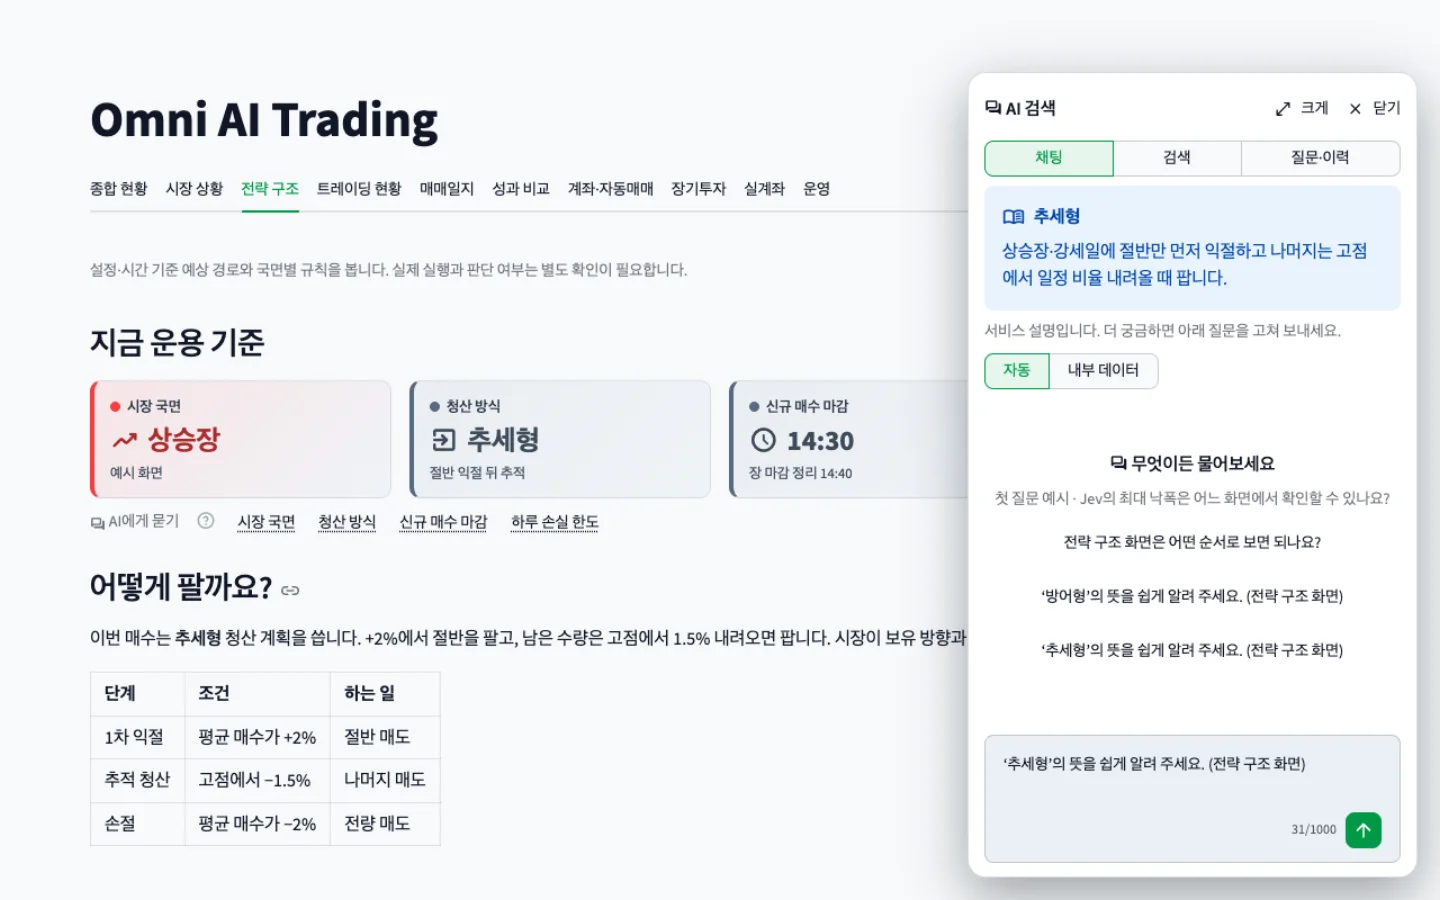 Omni AI Trading
종합 현황 시장 상황 전략 구조 트레이딩 현황 매매일지 성과 비교 계좌·자동매매 장기투자 실계좌 운영
설정·시간 기준 예상 경로와 국면별 규칙을 봅니다. 실제 실행과 판단 여부는 별도 확인이 필요합니다.
지금 운용 기준
시장 국면
상승장
예시 화면
청산 방식
추세형
절반 익절 뒤 추적
신규 매수 마감
14:30
장 마감 정리 14:40
AI에게 묻기 ? 시장 국면 청산 방식 신규 매수 마감 하루 손실 한도
어떻게 팔까요?
이번 매수는 추세형 청산 계획을 씁니다. +2%에서 절반을 팔고, 남은 수량은 고점에서 1.5% 내려오면 팝니다. 시장이 보유 방향과
단계 조건 하는 일
1차 익절 평균 매수가 +2% 절반 매도
추적 청산 고점에서 −1.5% 나머지 매도
손절 평균 매수가 −2% 전량 매도
AI 검색 크게 닫기
채팅 검색 질문·이력
추세형
상승장·강세일에 절반만 먼저 익절하고 나머지는 고점
에서 일정 비율 내려올 때 팝니다.
서비스 설명입니다. 더 궁금하면 아래 질문을 고쳐 보내세요.
자동 내부 데이터
무엇이든 물어보세요
첫 질문 예시 · Jev의 최대 낙폭은 어느 화면에서 확인할 수 있나요?
전략 구조 화면은 어떤 순서로 보면 되나요?
‘방어형’의 뜻을 쉽게 알려 주세요. (전략 구조 화면)
‘추세형’의 뜻을 쉽게 알려 주세요. (전략 구조 화면)
‘추세형’의 뜻을 쉽게 알려 주세요. (전략 구조 화면)
31/1000